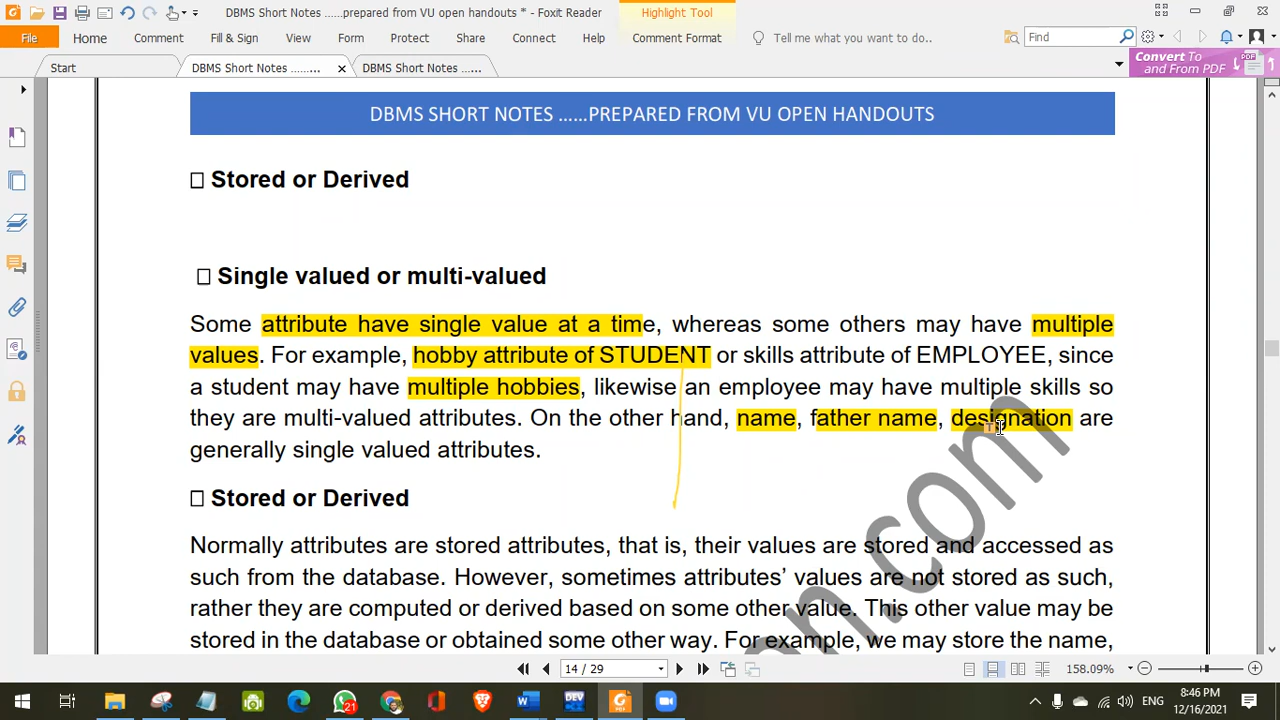 DBMS Short Notes ......prepared from VU open handouts * - Foxit Reader
Highlight Tool
File Home Comment Fill & Sign View Form Protect Share Connect Help Comment Format Tell me what you want to do.. Find
Start DBMS Short Notes ......... DBMS Short Notes ...... Convert To and From PDF
DBMS SHORT NOTES ......PREPARED FROM VU OPEN HANDOUTS
Stored or Derived
Single valued or multi-valued
Some attribute have single value at a time, whereas some others may have multiple
values. For example, hobby attribute of STUDENT or skills attribute of EMPLOYEE, since
a student may have multiple hobbies, likewise an employee may have multiple skills so
they are multi-valued attributes. On the other hand, name, father name, designation are
generally single valued attributes.
Stored or Derived
Normally attributes are stored attributes, that is, their values are stored and accessed as
such from the database. However, sometimes attributes' values are not stored as such,
rather they are computed or derived based on some other value. This other value may be
stored in the database or obtained some other way. For example, we may store the name,
on.com
14 / 29 158.09%
21 DEV PDF ENG 8:46 PM
12/16/2021